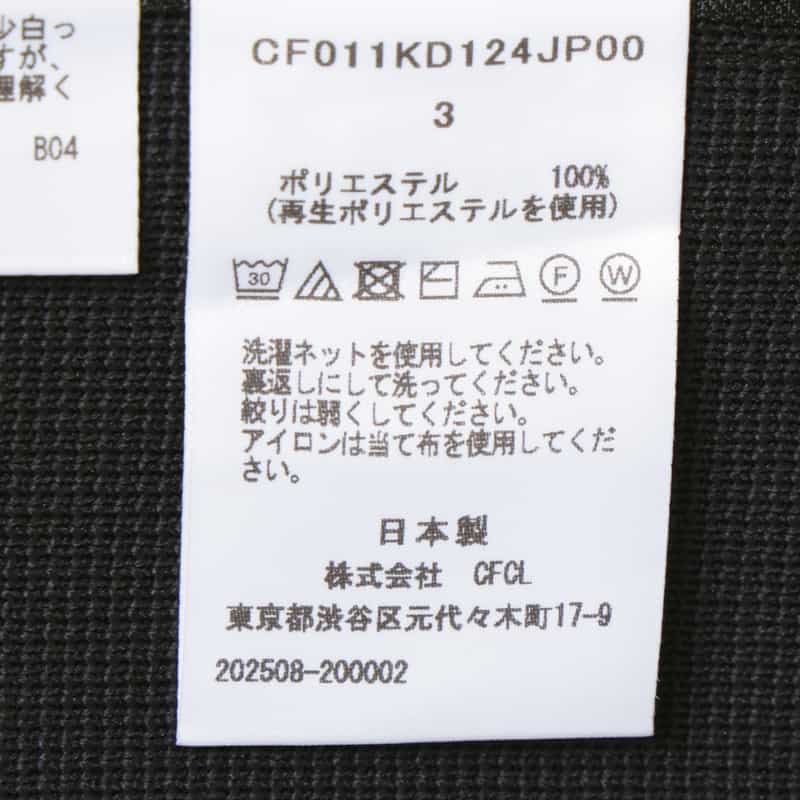 少白っ
すが、
理解く
B04
CF011KD124JP00
3
ポリエステル 100%
(再生ポリエステルを使用)
30 F W
洗濯ネットを使用してください。
裏返しにして洗ってください。
絞りは弱くしてください。
アイロンは当て布を使用してくだ
さい。
日本製
株式会社 CFCL
東京都渋谷区元代々木町17-9
202508-200002